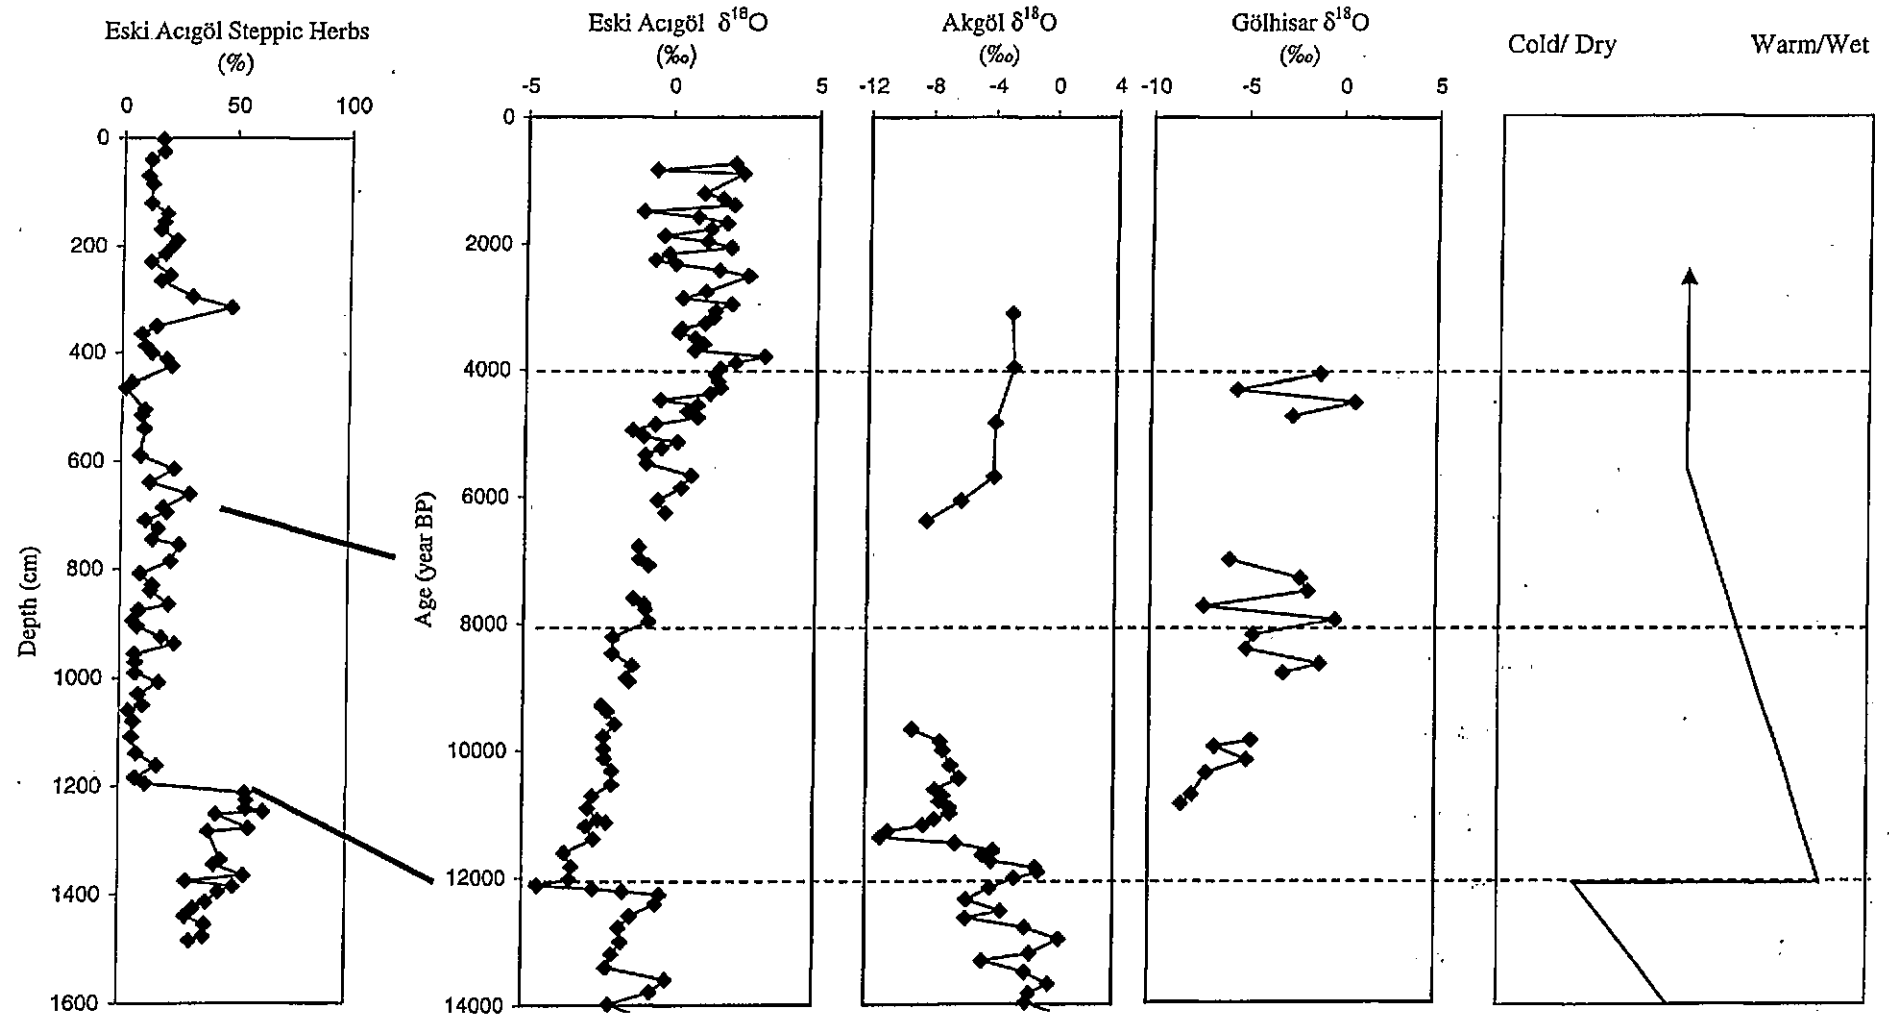 Eski Acıgöl Steppic Herbs
(%)
0 50 100
0
200
400
600
800
1000
1200
1400
1600
Depth (cm)
Eski Acıgöl δ¹⁸O
(‰)
-5 0 5
0
2000
4000
6000
8000
10000
12000
14000
Age (year BP)
Akgöl δ¹⁸O
(‰)
-12 -8 -4 0 4
Gölhisar δ¹⁸O
(‰)
-10 -5 0 5
Cold/ Dry Warm/Wet